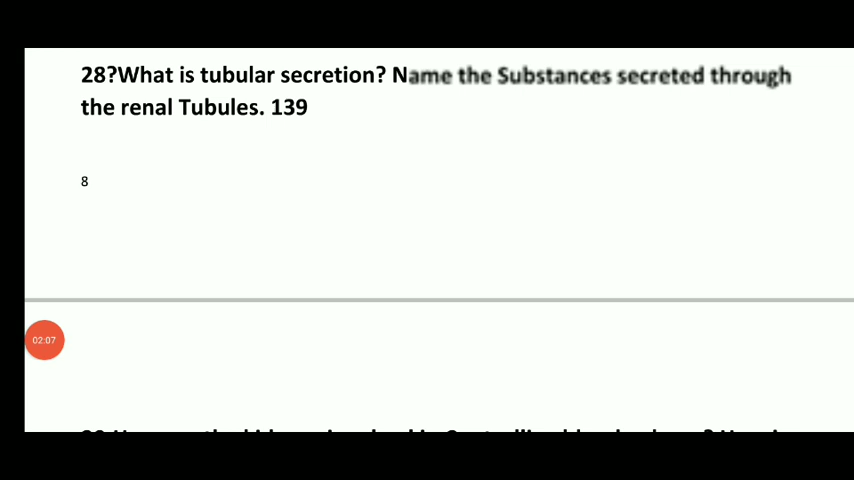 28?What is tubular secretion? Name the Substances secreted through
the renal Tubules. 139
8
02:07